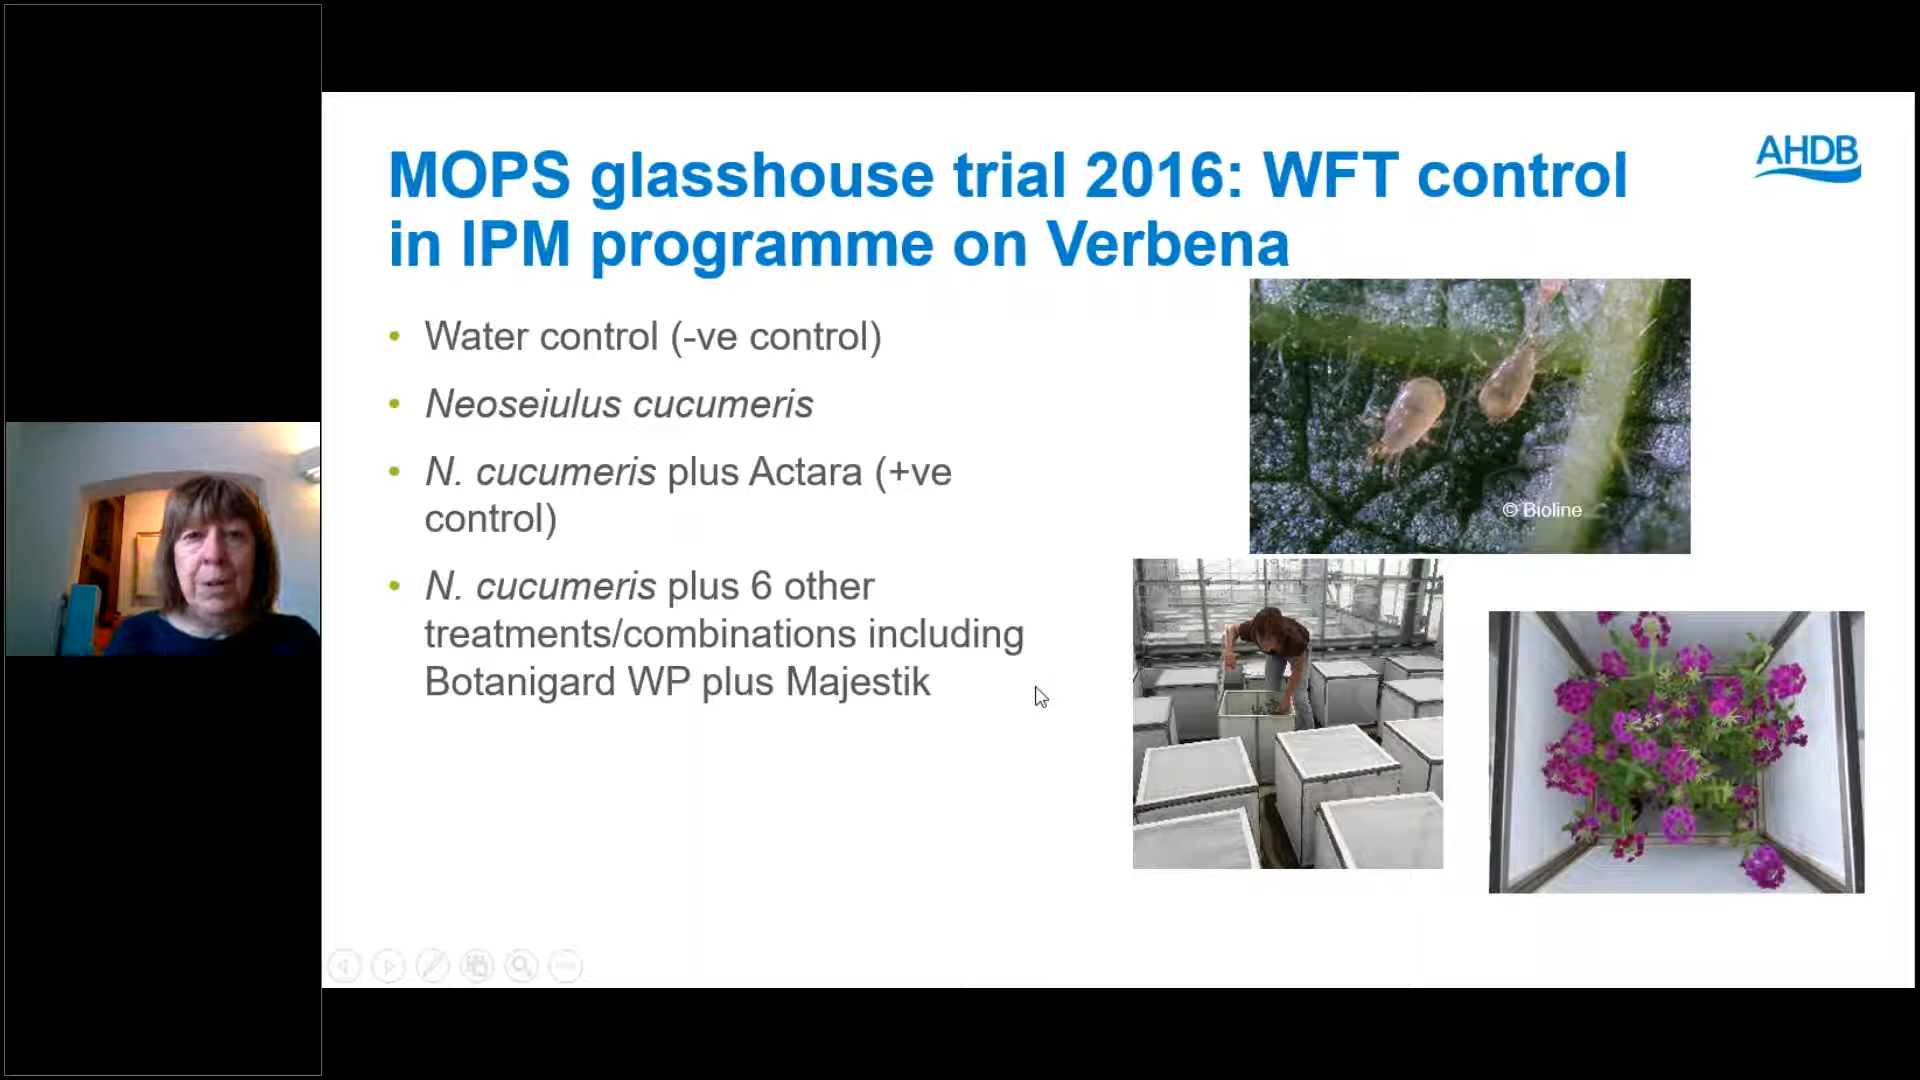 AHDB
MOPS glasshouse trial 2016: WFT control
in IPM programme on Verbena
• Water control (-ve control)
• Neoseiulus cucumeris
• N. cucumeris plus Actara (+ve
control)
• N. cucumeris plus 6 other
treatments/combinations including
Botanigard WP plus Majestik
© Bioline